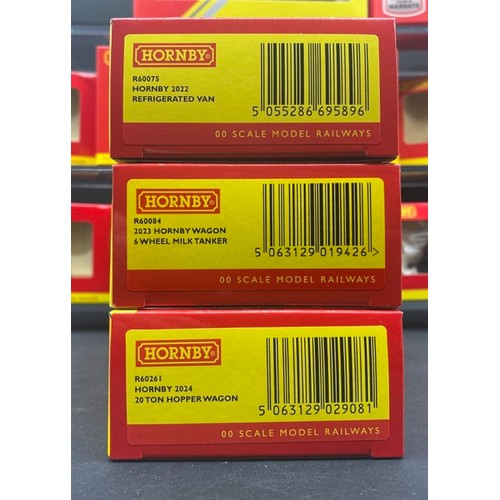 HORNBY®
R60075
HORNBY 2022
REFRIGERATED VAN
5 055286 695896
00 SCALE MODEL RAILWAYS
HORNBY®
R60084
2023 HORNBY WAGON
6 WHEEL MILK TANKER
5 063129 019426 >
00 SCALE MODEL RAILWAYS
HORNBY®
R60261
HORNBY 2024
20 TON HOPPER WAGON
5 063129 029081
00 SCALE MODEL RAILWAYS